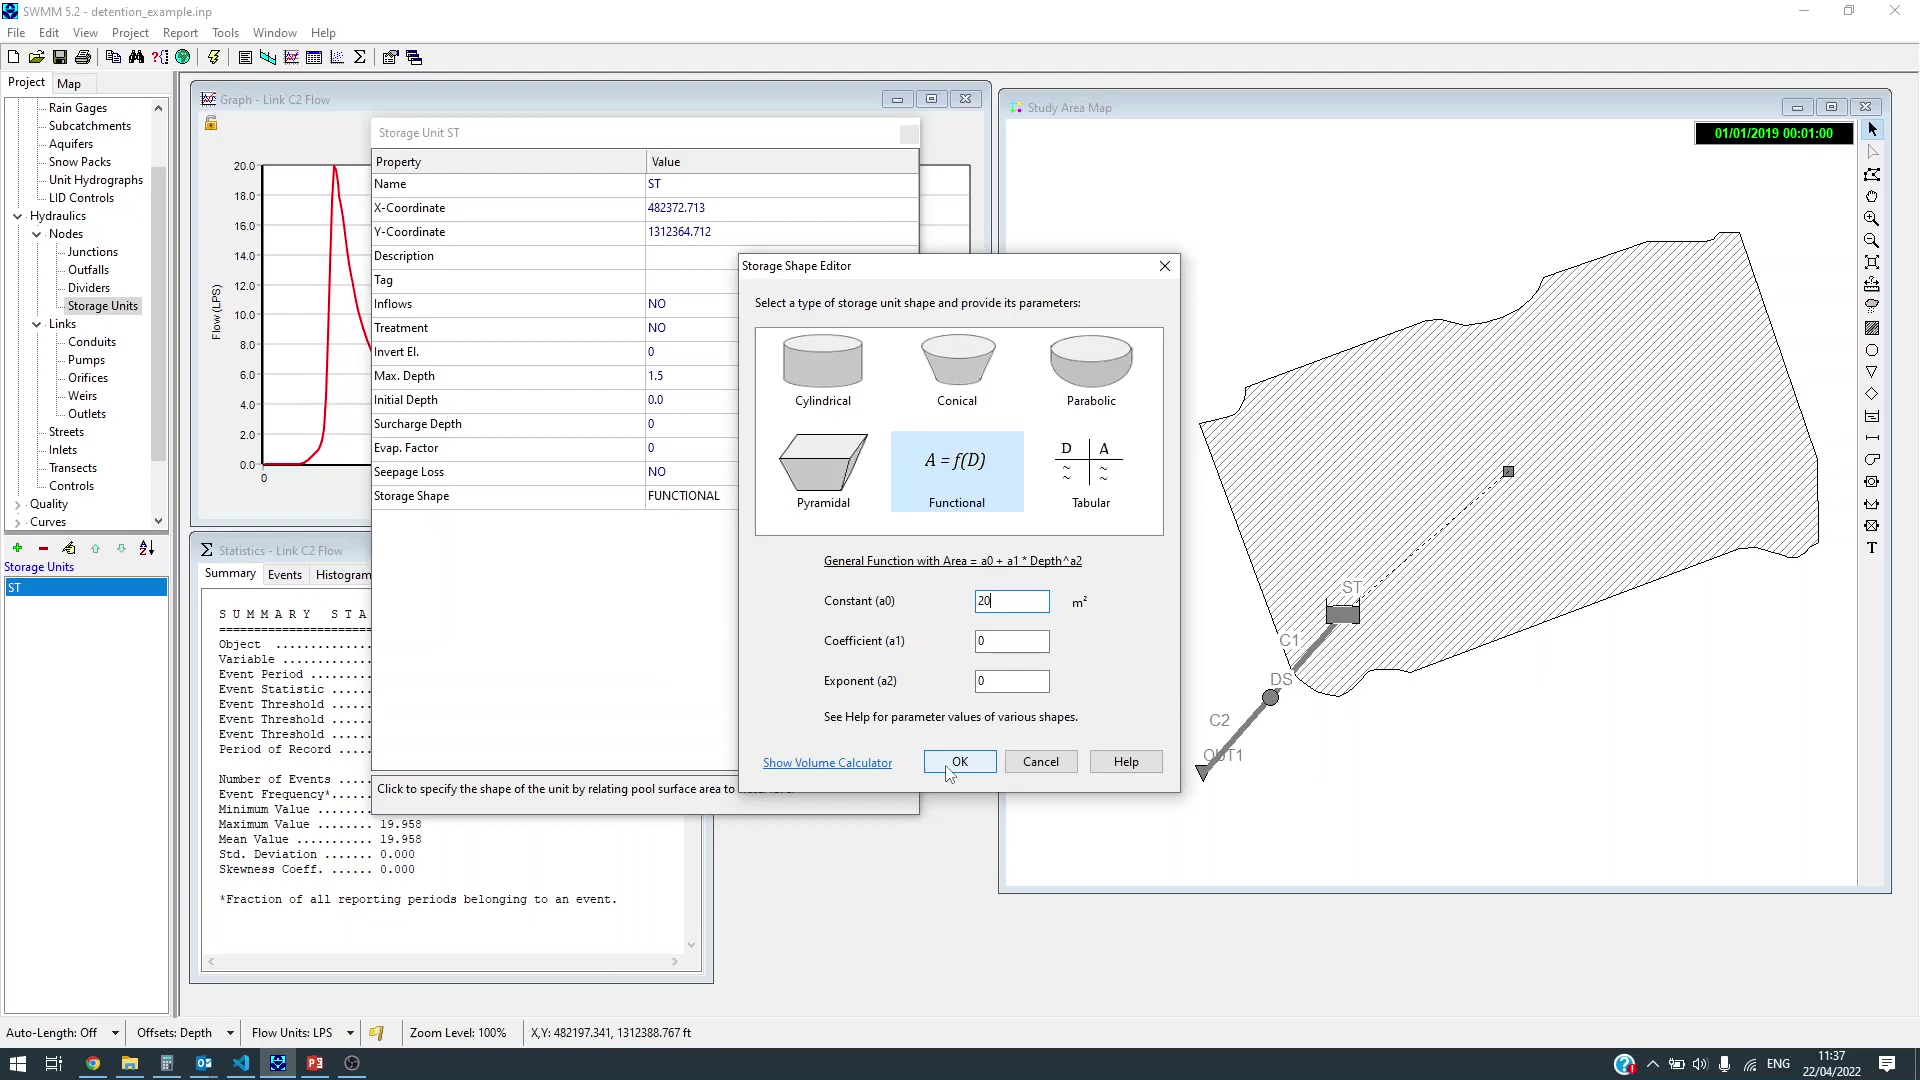 SWMM 5.2 - detention_example.inp
File Edit View Project Report Tools Window Help
Project Map
Rain Gages
Subcatchments
Aquifers
Snow Packs
Unit Hydrographs
LID Controls
Hydraulics
Nodes
Junctions
Outfalls
Dividers
Storage Units
Links
Conduits
Pumps
Orifices
Weirs
Outlets
Streets
Inlets
Transects
Controls
Quality
Curves
Storage Units
ST
Graph - Link C2 Flow
20.0
18.0
16.0
14.0
12.0
10.0
8.0
6.0
4.0
2.0
0.0
0
Flow (LPS)
Statistics - Link C2 Flow
Summary Events Histogram
S U M M A R Y   S T A
Object
Variable
Event Period
Event Statistic
Event Threshold
Event Threshold
Event Threshold
Period of Record
Number of Events
Event Frequency*
Minimum Value
Maximum Value ........ 19.958
Mean Value ........... 19.958
Std. Deviation ....... 0.000
Skewness Coeff. ...... 0.000
*Fraction of all reporting periods belonging to an event.
Storage Unit ST
Property Value
Name ST
X-Coordinate 482372.713
Y-Coordinate 1312364.712
Description
Tag
Inflows NO
Treatment NO
Invert El. 0
Max. Depth 1.5
Initial Depth 0.0
Surcharge Depth 0
Evap. Factor 0
Seepage Loss NO
Storage Shape FUNCTIONAL
Click to specify the shape of the unit by relating pool surface area to
Storage Shape Editor
Select a type of storage unit shape and provide its parameters:
Cylindrical Conical Parabolic
A = f(D)
D A
~ ~
~ ~
Pyramidal Functional Tabular
General Function with Area = a0 + a1 * Depth^a2
Constant (a0) 20 m²
Coefficient (a1) 0
Exponent (a2) 0
See Help for parameter values of various shapes.
Show Volume Calculator OK Cancel Help
Study Area Map
01/01/2019 00:01:00
ST
C1
DS
C2
OUT1
T
Auto-Length: Off Offsets: Depth Flow Units: LPS Zoom Level: 100% X,Y: 482197.341, 1312388.767 ft
ENG
11:37
22/04/2022